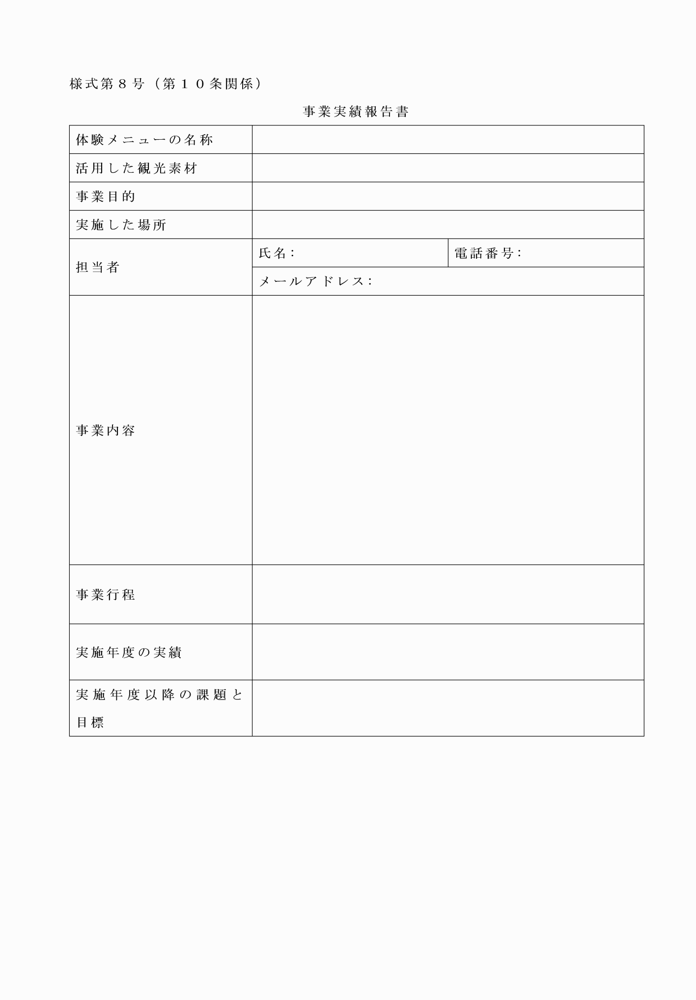 様式第８号（第１０条関係）
事業実績報告書
体験メニューの名称
活用した観光素材
事業目的
実施した場所
担当者
氏名：
電話番号：
メールアドレス：
事業内容
事業行程
実施年度の実績
実施年度以降の課題と
目標